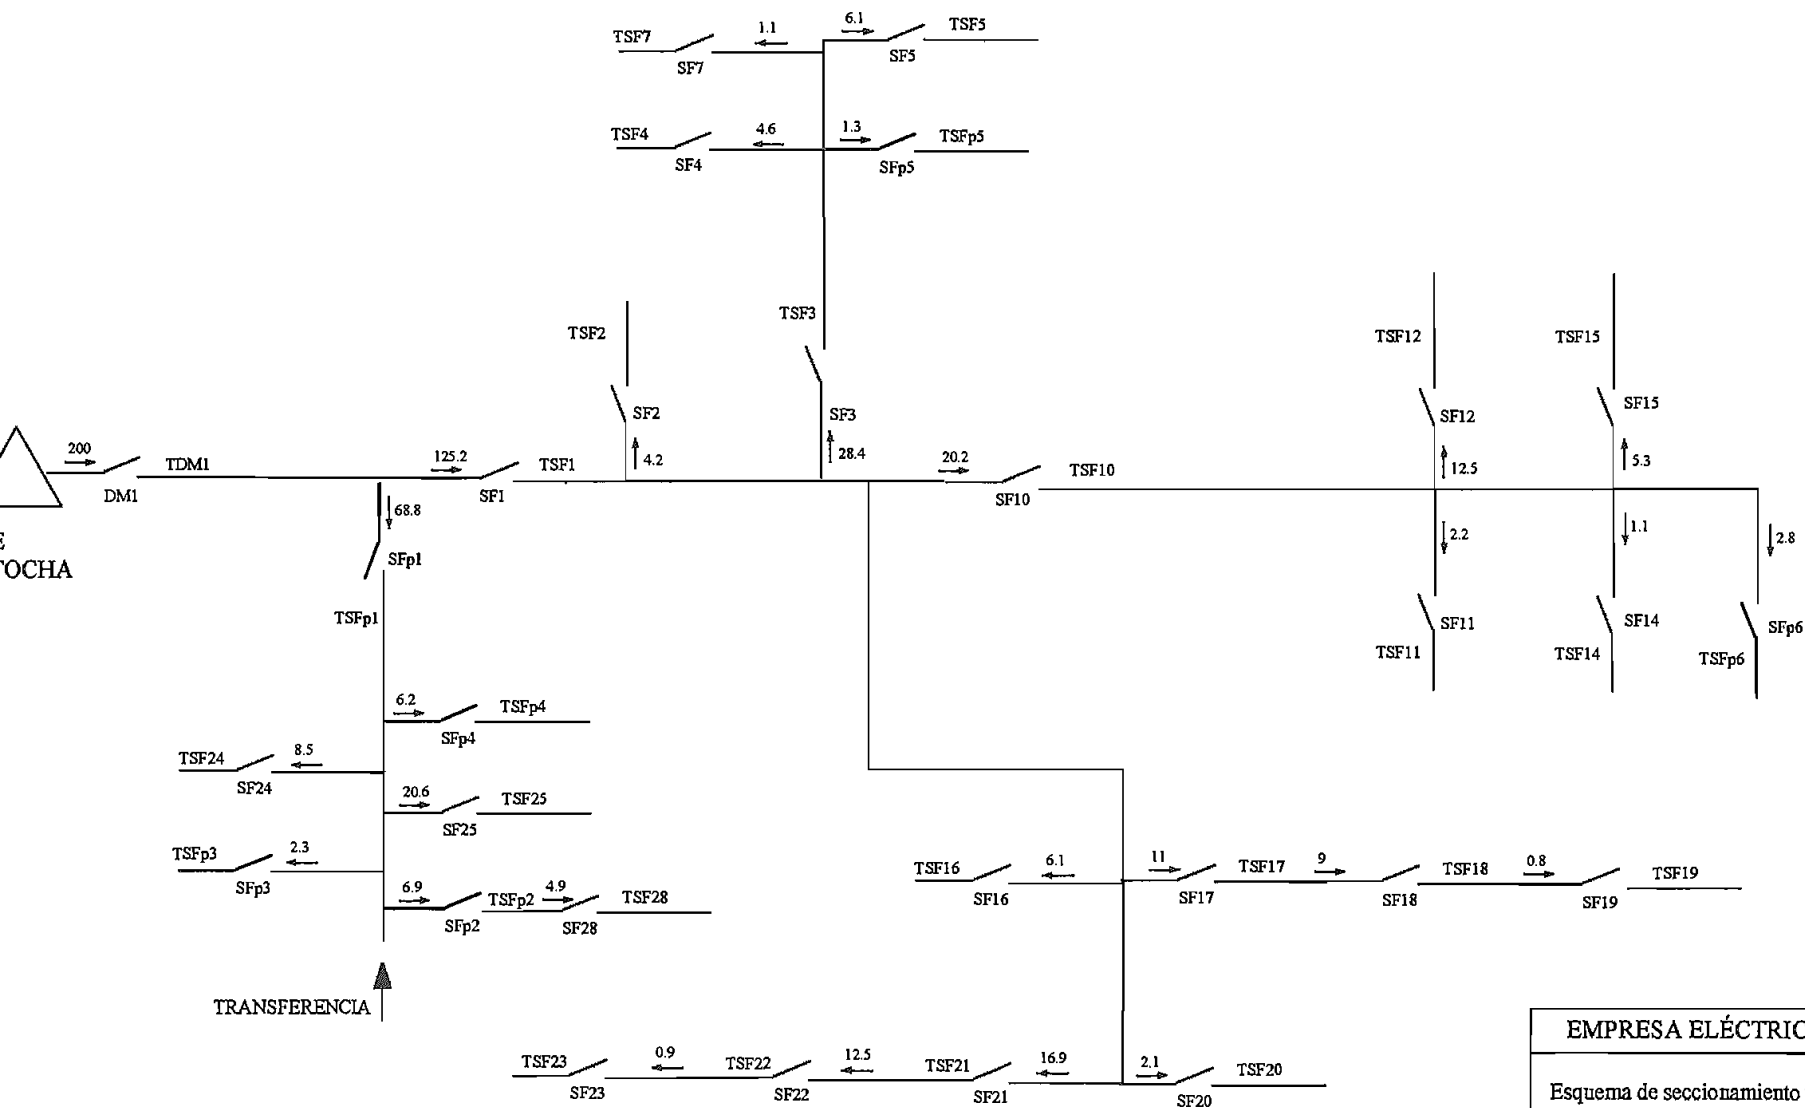 1.1
6.1
TSF5
TSF7
SF7
SF5
TSF4
4.6
1.3
TSFp5
SF4
SFp5
TSF2
TSF3
TSF12
TSF15
SF2
SF3
SF12
SF15
200
TDM1
125.2
TSF1
4.2
28.4
20.2
TSF10
12.5
5.3
DM1
SF1
SF10
68.8
SFp1
2.2
1.1
2.8
TOCHA
TSFp1
SF11
SF14
SFp6
TSF11
TSF14
TSFp6
6.2
TSFp4
SFp4
TSF24
8.5
SF24
20.6
TSF25
SF25
TSFp3
2.3
SFp3
6.9
TSFp2
4.9
TSF28
SFp2
SF28
TSF16
6.1
11
TSF17
9
TSF18
0.8
TSF19
SF16
SF17
SF18
SF19
TRANSFERENCIA
TSF23
0.9
TSF22
12.5
TSF21
16.9
2.1
TSF20
SF23
SF22
SF21
SF20
EMPRESA ELÉCTRIC
Esquema de seccionamiento